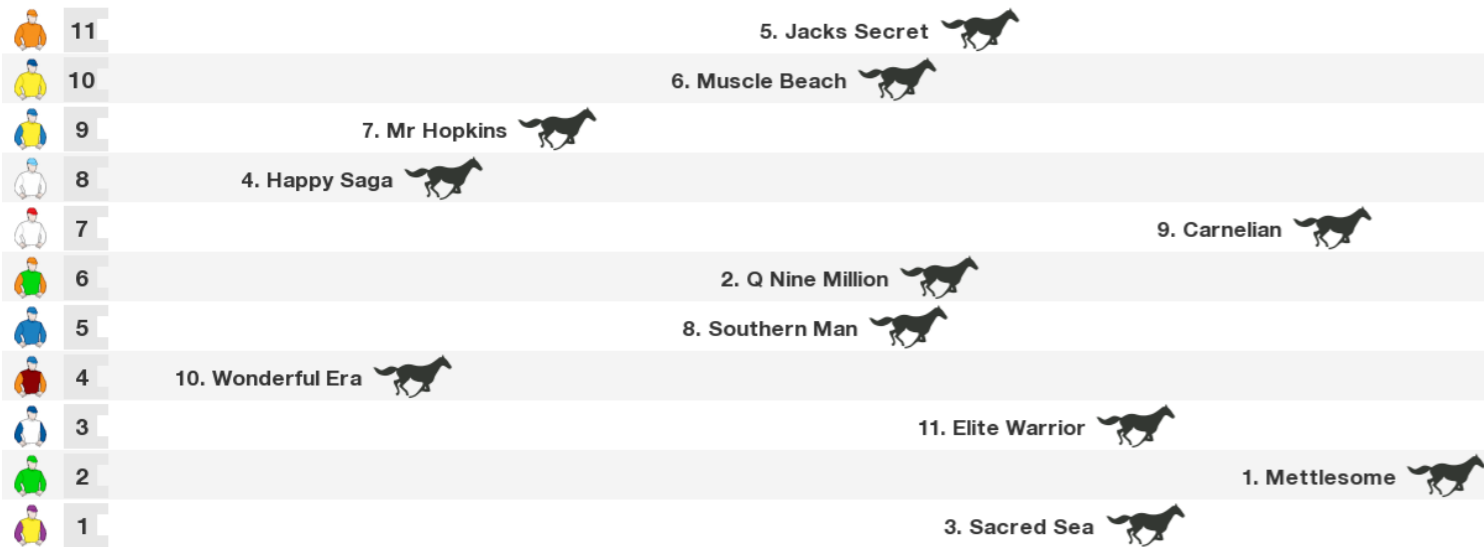 11 5. Jacks Secret
10 6. Muscle Beach
9 7. Mr Hopkins
8 4. Happy Saga
7 9. Carnelian
6 2. Q Nine Million
5 8. Southern Man
4 10. Wonderful Era
3 11. Elite Warrior
2 1. Mettlesome
1 3. Sacred Sea